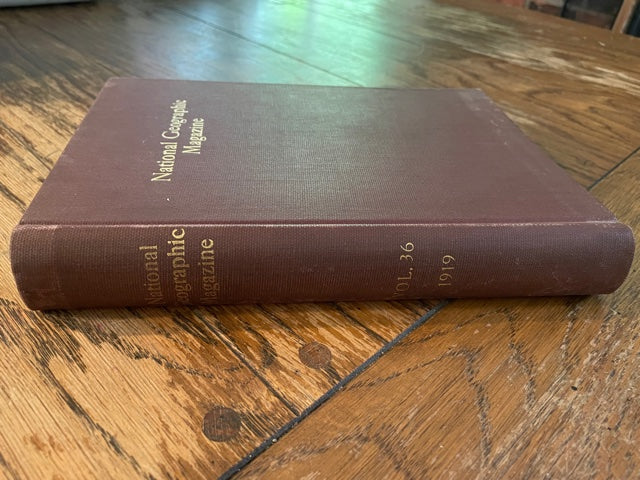 National Geographic
Magazine
National
Geographic
Magazine
VOL. 36
1919